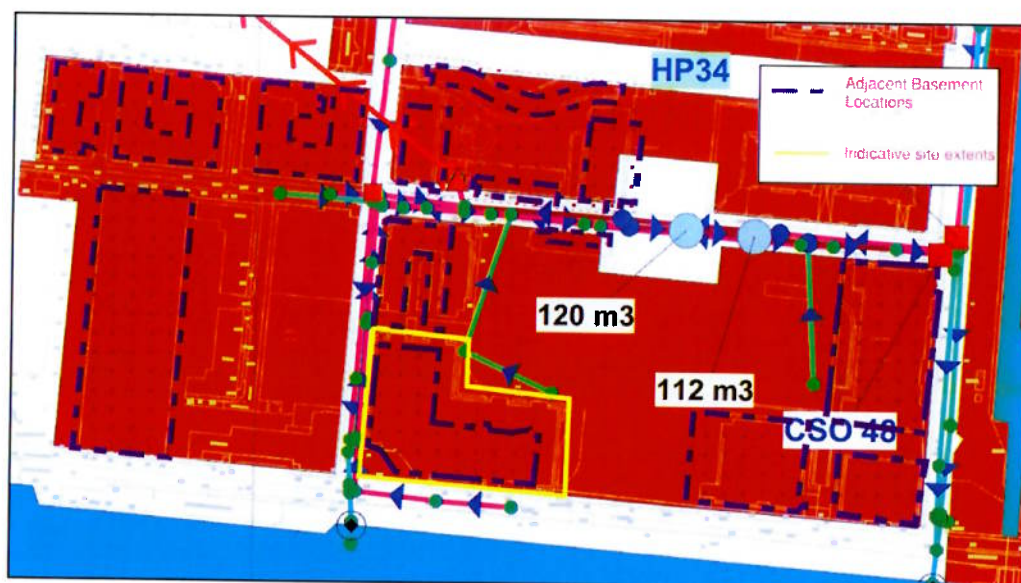 HP34
Adjacent Basement
Locations
Indicative site extents
120 m3
112 m3
CSO 48